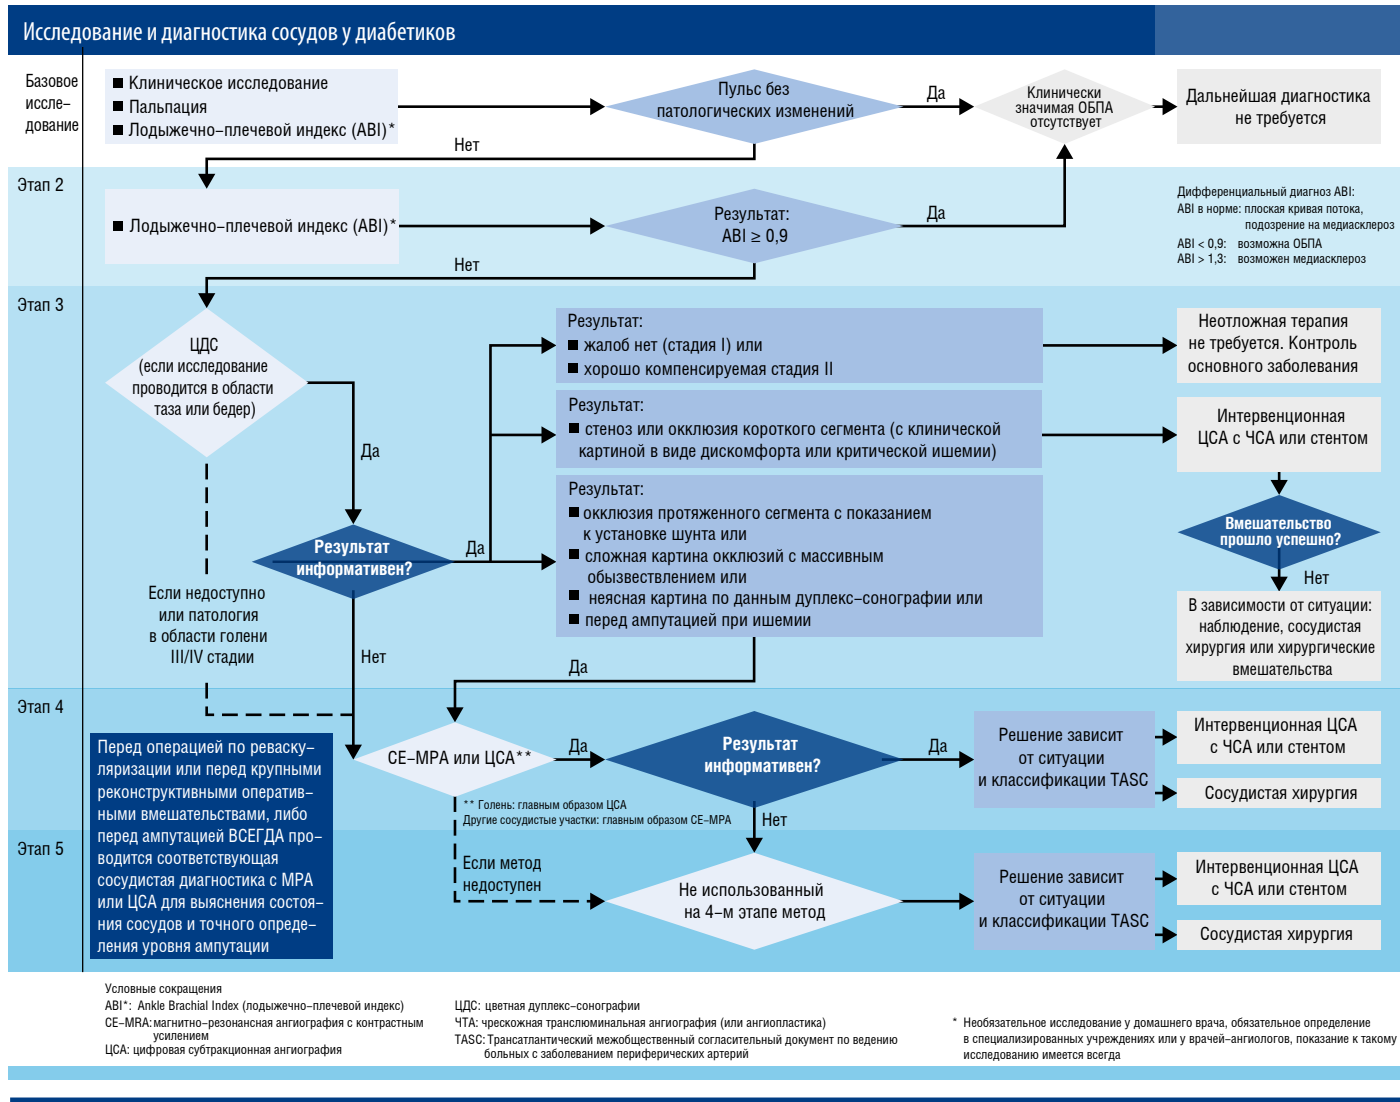 Исследование и диагностика сосудов у диабетиков
Базовое
иссле-
дование
■ Клиническое исследование
■ Пальпация
■ Лодыжечно-плечевой индекс (ABI)*
Пульс без
патологических изменений
Да
Клинически
значимая ОБПА
отсутствует
Дальнейшая диагностика
не требуется
Нет
Этап 2
■ Лодыжечно-плечевой индекс (ABI)*
Результат:
ABI ≥ 0,9
Да
Дифференциальный диагноз ABI:
ABI в норме: плоская кривая потока,
подозрение на медиасклероз
ABI < 0,9: возможна ОБПА
ABI > 1,3: возможен медиасклероз
Нет
Этап 3
ЦДС
(если исследование
проводится в области
таза или бедер)
Да
Результат
информативен?
Да
Если недоступно
или патология
в области голени
III/IV стадии
Нет
Результат:
■ жалоб нет (стадия I) или
■ хорошо компенсируемая стадия II
Неотложная терапия
не требуется. Контроль
основного заболевания
Результат:
■ стеноз или окклюзия короткого сегмента (с клинической
картиной в виде дискомфорта или критической ишемии)
Интервенционная
ЦСА с ЧСА или стентом
Результат:
■ окклюзия протяженного сегмента с показанием
к установке шунта или
■ сложная картина окклюзий с массивным
обызвествлением или
■ неясная картина по данным дуплекс-сонографии или
■ перед ампутацией при ишемии
Вмешательство
прошло успешно?
Нет
В зависимости от ситуации:
наблюдение, сосудистая
хирургия или хирургические
вмешательства
Да
Этап 4
Перед операцией по реваску-
ляризации или перед крупными
реконструктивными оператив-
ными вмешательствами, либо
перед ампутацией ВСЕГДА про-
водится соответствующая
сосудистая диагностика с МРА
или ЦСА для выяснения состоя-
ния сосудов и точного опреде-
ления уровня ампутации
СЕ-МРА или ЦСА**
Да
** Голень: главным образом ЦСА
Другие сосудистые участки: главным образом СЕ-МРА
Результат
информативен?
Да
Решение зависит
от ситуации
и классификации TASC
Интервенционная ЦСА
с ЧСА или стентом
Сосудистая хирургия
Нет
Этап 5
Если метод
недоступен
Не использованный
на 4-м этапе метод
Решение зависит
от ситуации
и классификации TASC
Интервенционная ЦСА
с ЧСА или стентом
Сосудистая хирургия
Условные сокращения
ABI*: Ankle Brachial Index (лодыжечно-плечевой индекс)
CE-MRA: магнитно-резонансная ангиография с контрастным
усилением
ЦСА: цифровая субтракционная ангиография
ЦДС: цветная дуплекс-сонографии
ЧТА: чрескожная транслюминальная ангиография (или ангиопластика)
TASC: Трансатлантический межобщественный согласительный документ по ведению
больных с заболеванием периферических артерий
* Необязательное исследование у домашнего врача, обязательное определение
в специализированных учреждениях или у врачей-ангиологов, показание к такому
исследованию имеется всегда